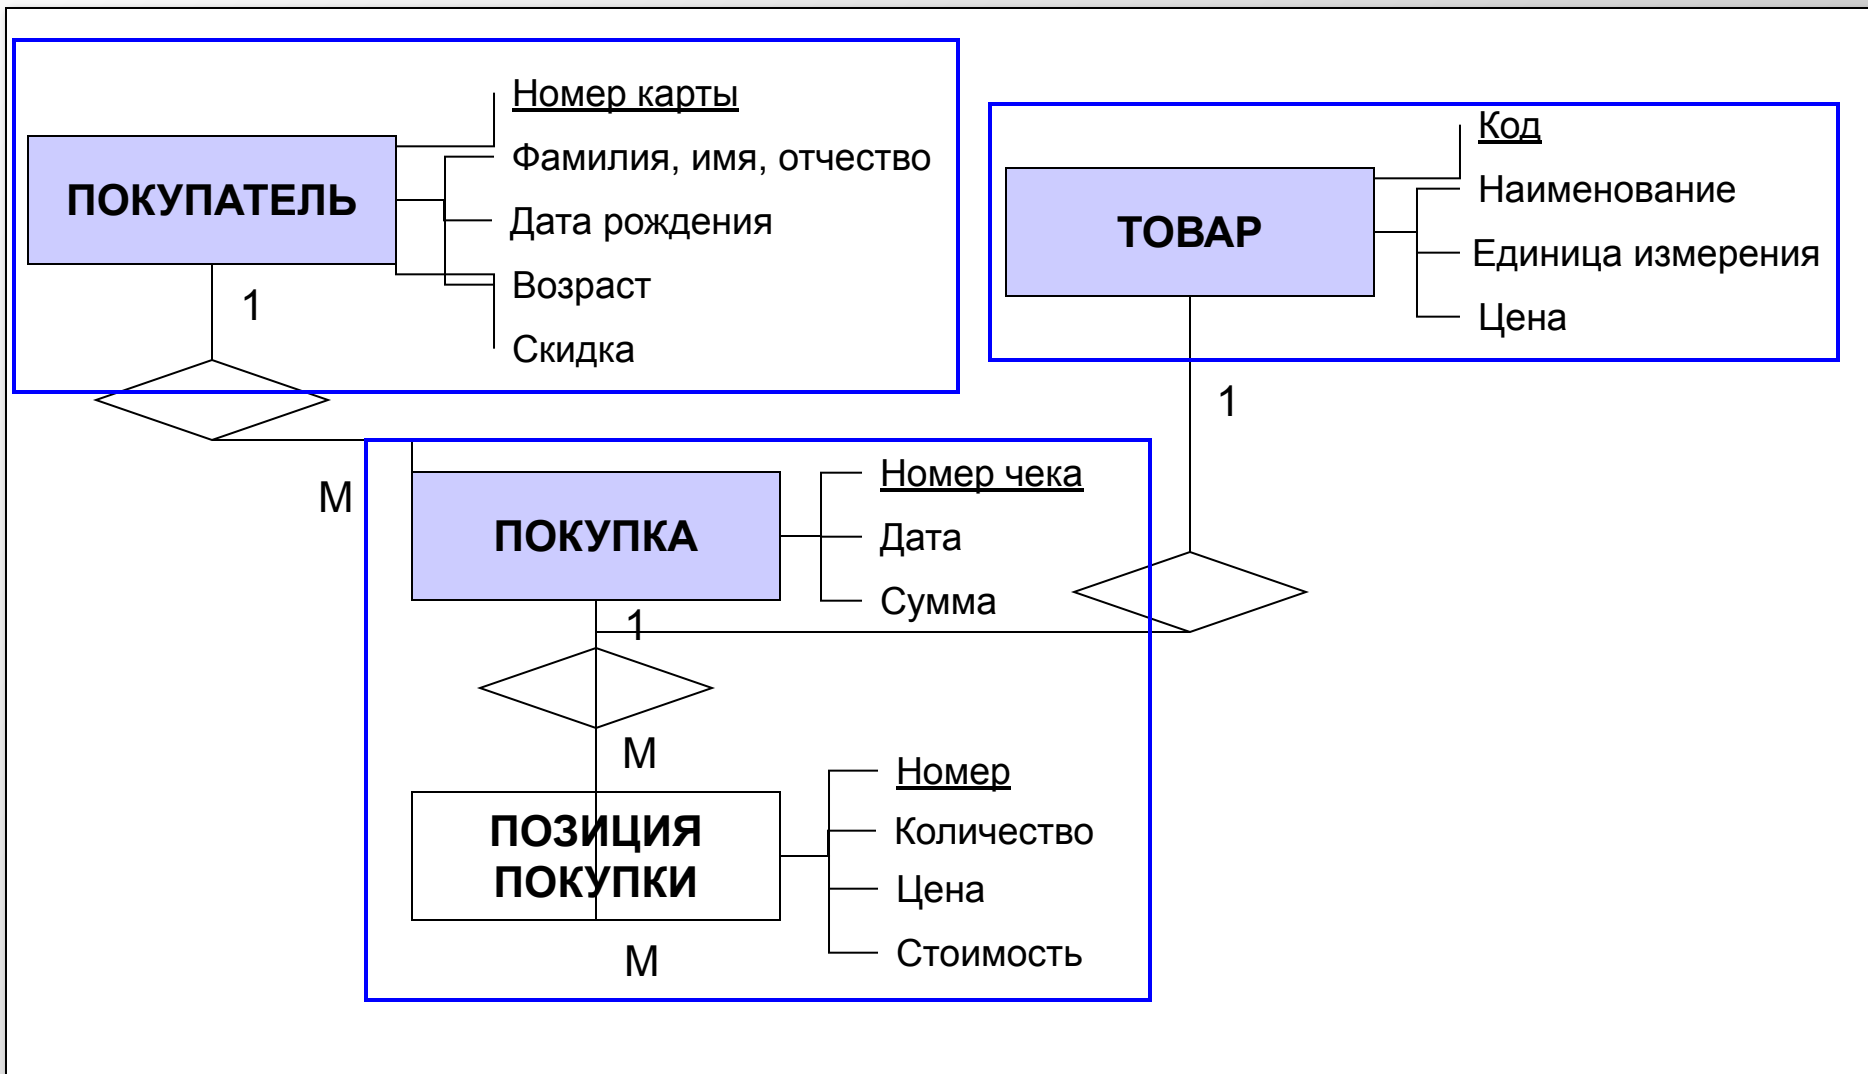 ПОКУПАТЕЛЬ
Номер карты
Фамилия, имя, отчество
Дата рождения
Возраст
Скидка
1
М
ТОВАР
Код
Наименование
Единица измерения
Цена
1
ПОКУПКА
Номер чека
Дата
Сумма
1
М
ПОЗИЦИЯ
ПОКУПКИ
Номер
Количество
Цена
Стоимость
М